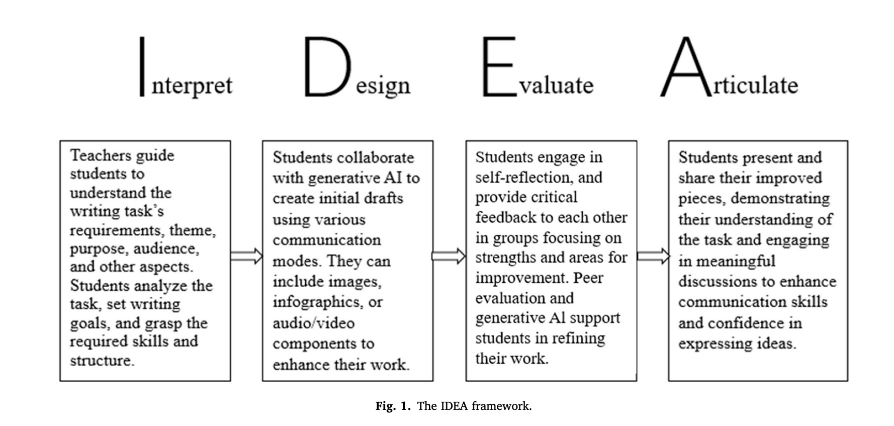 Interpret
Design
Evaluate
Articulate
Teachers guide
students to
understand the
writing task's
requirements, theme,
purpose, audience,
and other aspects.
Students analyze the
task, set writing
goals, and grasp the
required skills and
structure.
Students collaborate
with generative AI to
create initial drafts
using various
communication
modes. They can
include images,
infographics, or
audio/video
components to
enhance their work.
Students engage in
self-reflection, and
provide critical
feedback to each other
in groups focusing on
strengths and areas for
improvement. Peer
evaluation and
generative AI support
students in refining
their work.
Students present and
share their improved
pieces, demonstrating
their understanding of
the task and engaging
in meaningful
discussions to enhance
communication skills
and confidence in
expressing ideas.
Fig. 1. The IDEA framework.